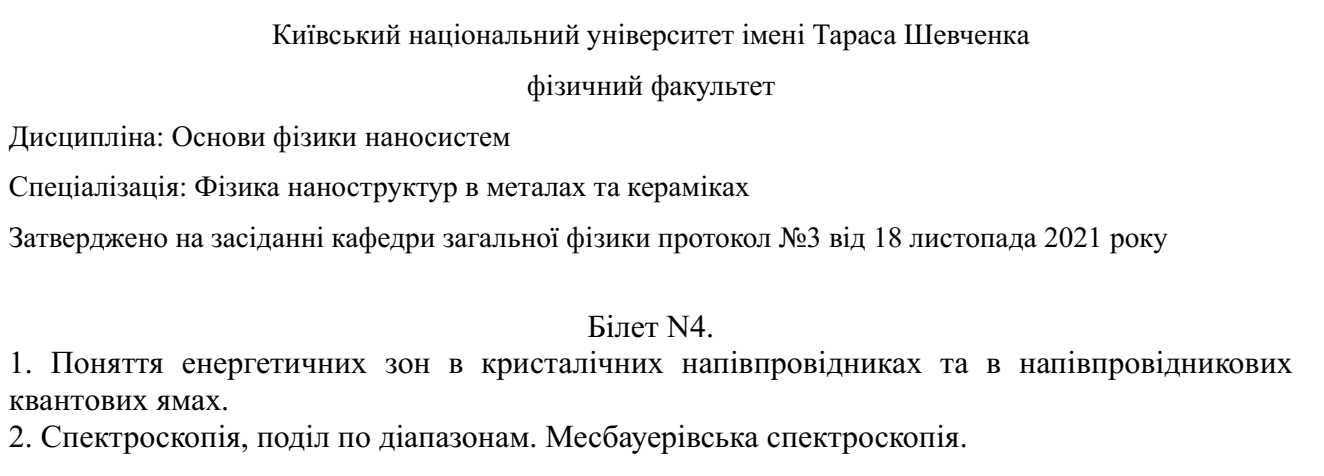 Київський національний університет імені Тараса Шевченка
фізичний факультет
Дисципліна: Основи фізики наносистем
Спеціалізація: Фізика наноструктур в металах та кераміках
Затверджено на засіданні кафедри загальної фізики протокол №3 від 18 листопада 2021 року
Білет N4.
1. Поняття енергетичних зон в кристалічних напівпровідниках та в напівпровідникових
квантових ямах.
2. Спектроскопія, поділ по діапазонам. Месбауерівська спектроскопія.